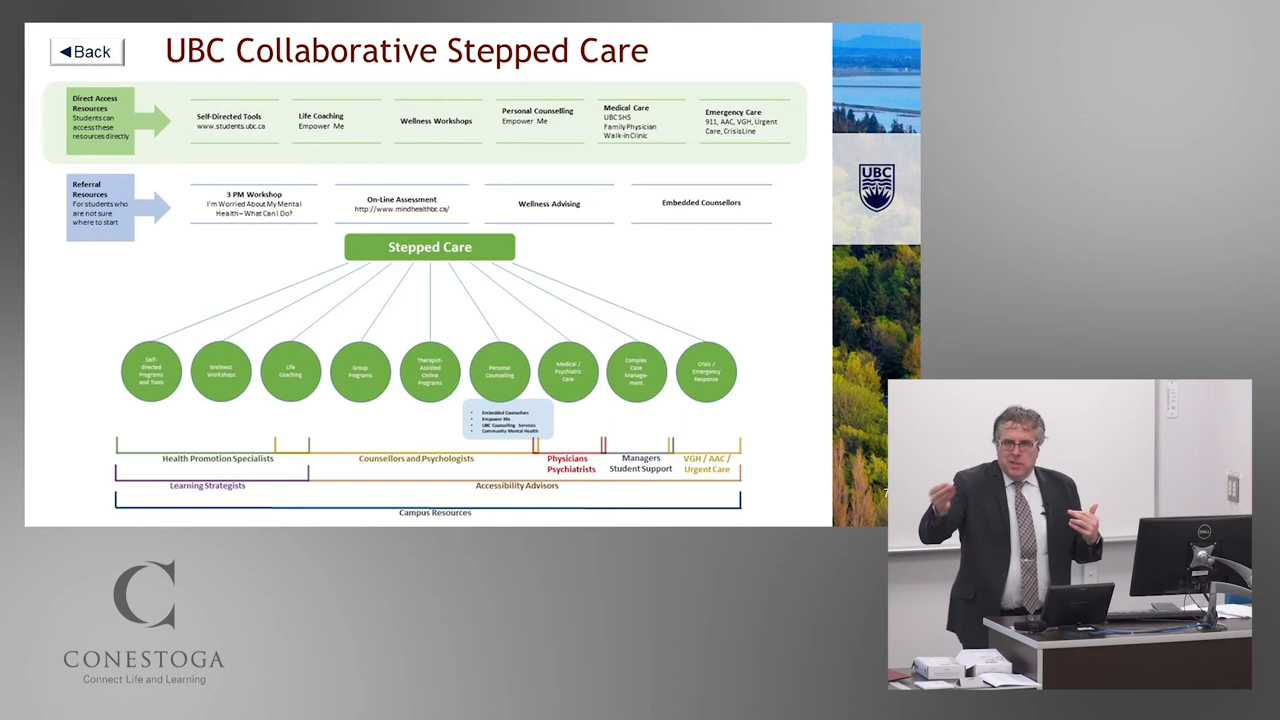 ◀Back
UBC Collaborative Stepped Care
Direct Access
Resources
Students can
access these
resources directly
Self-Directed Tools
www.students.ubc.ca
Life Coaching
Empower Me
Wellness Workshops
Personal Counselling
Empower Me
Medical Care
UBC SHS
Family Physician
Walk-in Clinic
Emergency Care
911, AAC, VGH, Urgent
Care, CrisisLine
Referral
Resources
For students who
are not sure
where to start
3 PM Workshop
I'm Worried About My Mental
Health – What Can I Do?
On-Line Assessment
http://www.mindhealthbc.ca/
Wellness Advising
Embedded Counsellors
UBC
Stepped Care
Self-
directed
Programs
and Tools
Wellness
Workshops
Life
Coaching
Group
Programs
Therapist-
Assisted
Online
Programs
Personal
Counselling
Medical /
Psychiatric
Care
Complex
Case
Manage-
ment
Crisis /
Emergency
Response
• Embedded Counsellors
• Empower Me
• UBC Counselling Services
• Community Mental Health
Health Promotion Specialists
Counsellors and Psychologists
Physicians
Psychiatrists
Managers
Student Support
VGH / AAC /
Urgent Care
Learning Strategists
Accessibility Advisors
Campus Resources
7
DELL
CONESTOGA
Connect Life and Learning